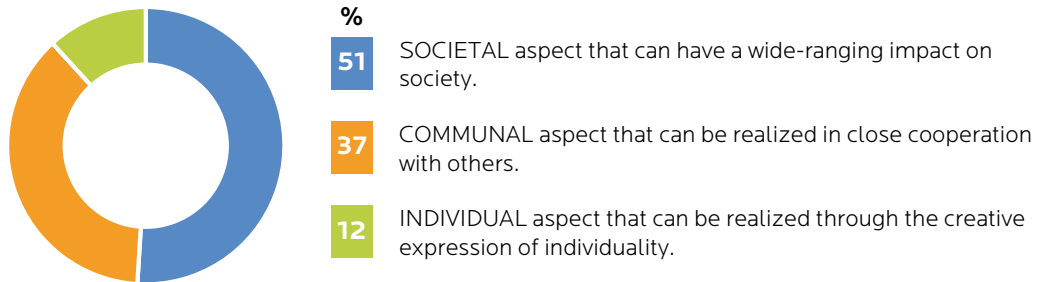 %
51
SOCIETAL aspect that can have a wide-ranging impact on
society.
37
COMMUNAL aspect that can be realized in close cooperation
with others.
12
INDIVIDUAL aspect that can be realized through the creative
expression of individuality.